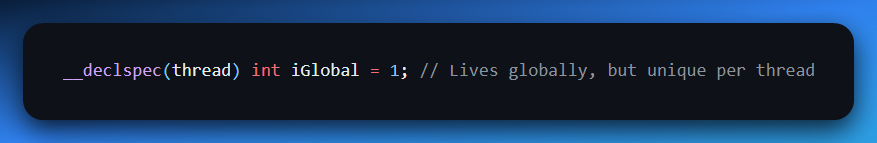 __declspec(thread) int iGlobal = 1; // Lives globally, but unique per thread